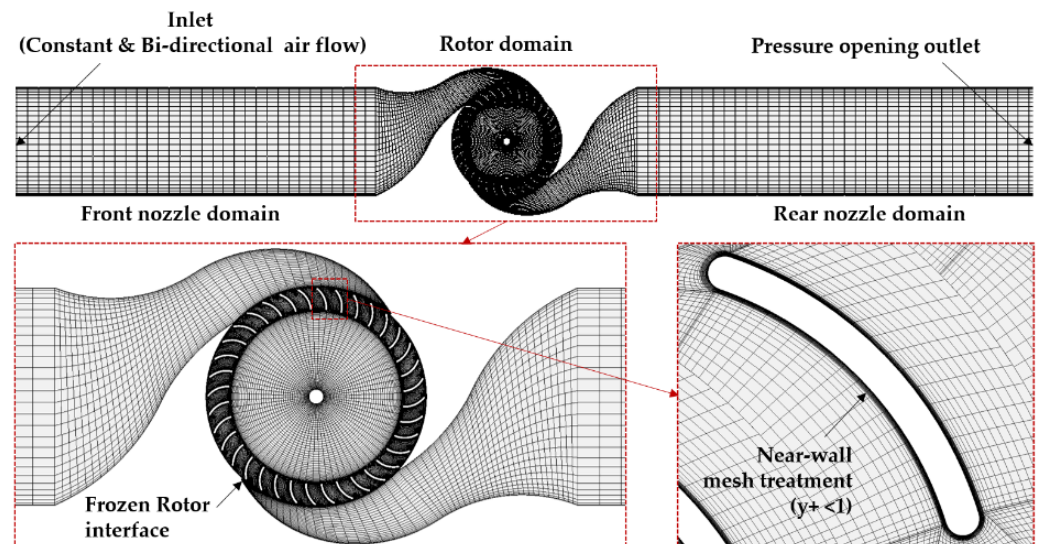 Inlet
(Constant & Bi-directional air flow)
Rotor domain
Pressure opening outlet
Front nozzle domain
Rear nozzle domain
Frozen Rotor
interface
Near-wall
mesh treatment
(y+ <1)